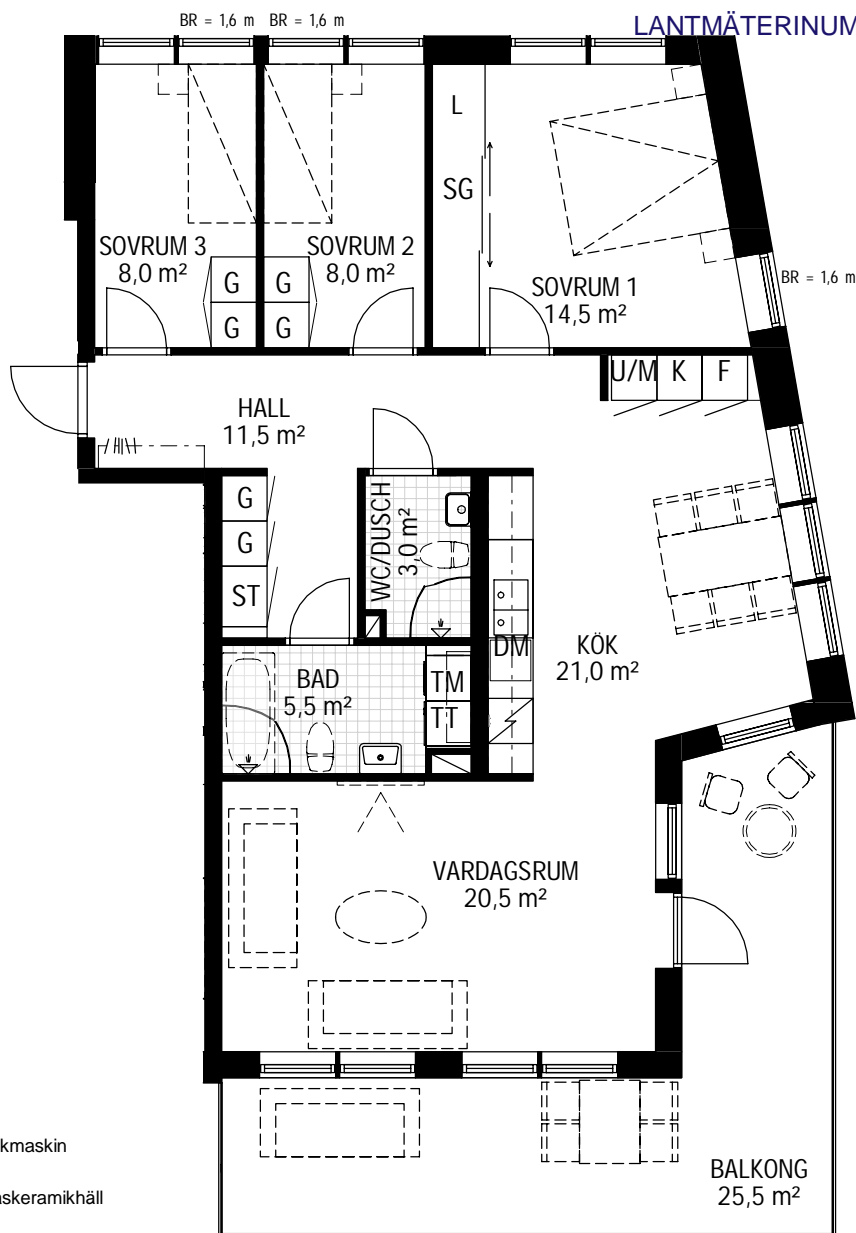 BR = 1,6 m BR = 1,6 m
LANTMÄTERINUM
L
SG
SOVRUM 3
8,0 m²
SOVRUM 2
8,0 m²
G G
G G
SOVRUM 1
14,5 m²
BR = 1,6 m
U/M K F
HALL
11,5 m²
G
G
ST
WC/DUSCH
3,0 m²
DM
KÖK
21,0 m²
BAD
5,5 m²
TM
TT
VARDAGSRUM
20,5 m²
kmaskin
skeramikhäll
BALKONG
25,5 m²